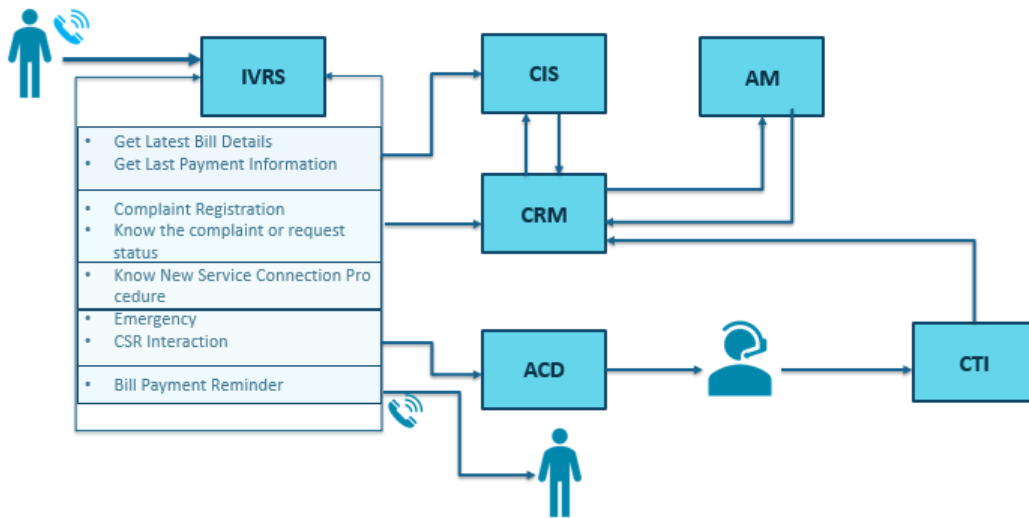 IVRS
CIS
AM
• Get Latest Bill Details
• Get Last Payment Information
• Complaint Registration
• Know the complaint or request
status
CRM
• Know New Service Connection Pro
cedure
• Emergency
• CSR Interaction
ACD
CTI
• Bill Payment Reminder